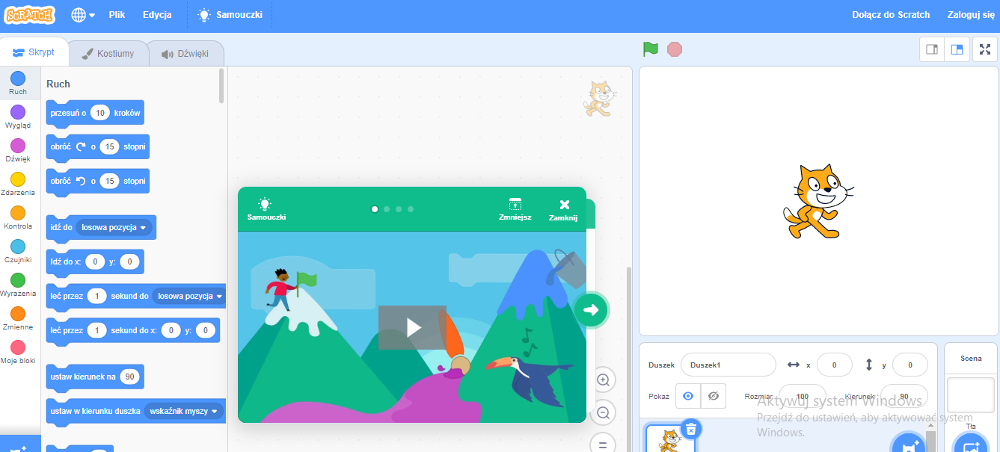 SCRATCH Plik Edycja Samouczki Dołącz do Scratch Zaloguj się
Skrypt Kostiumy Dźwięki
Ruch
Wygląd
Dźwięk
Zdarzenia
Kontrola
Czujniki
Wyrażenia
Zmienne
Moje bloki
Ruch
przesuń o 10 kroków
obróć o 15 stopni
obróć o 15 stopni
idź do losowa pozycja
Idź do x: 0 y: 0
leć przez 1 sekund do losowa pozycja
leć przez 1 sekund do x: 0 y: 0
ustaw kierunek na 90
ustaw w kierunku duszka wskaźnik myszy
Samouczki Zmniejsz Zamknij
Duszek Duszek1 x 0 y 0
Pokaż Rozmiar 100 Kierunek 90
Scena
Tła
Aktywuj system Windows
Przejdź do ustawień, aby aktywować system
Windows.